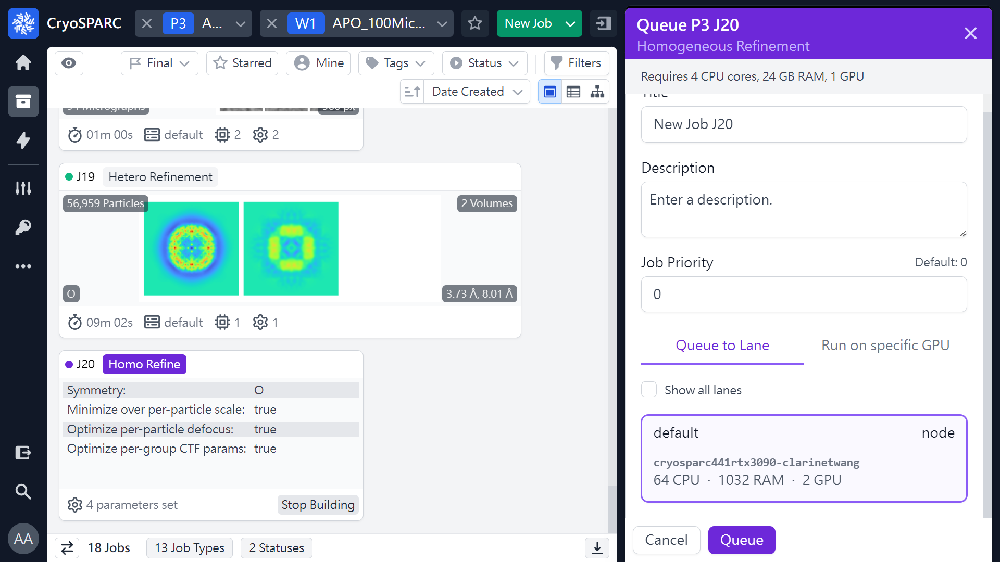 CryoSPARC
P3 A...
W1 APO_100Mic...
New Job
Final
Starred
Mine
Tags
Status
Filters
Date Created
94 Micrographs
01m 00s default 2 2
J19 Hetero Refinement
56,959 Particles
2 Volumes
O
3.73 Å, 8.01 Å
09m 02s default 1 1
J20 Homo Refine
Symmetry: O
Minimize over per-particle scale: true
Optimize per-particle defocus: true
Optimize per-group CTF params: true
4 parameters set
Stop Building
AA
18 Jobs
13 Job Types
2 Statuses
Queue P3 J20
Homogeneous Refinement
Requires 4 CPU cores, 24 GB RAM, 1 GPU
Title
New Job J20
Description
Enter a description.
Job Priority
Default: 0
0
Queue to Lane
Run on specific GPU
Show all lanes
default node
cryosparc441rtx3090-clarinetwang
64 CPU · 1032 RAM · 2 GPU
Cancel
Queue